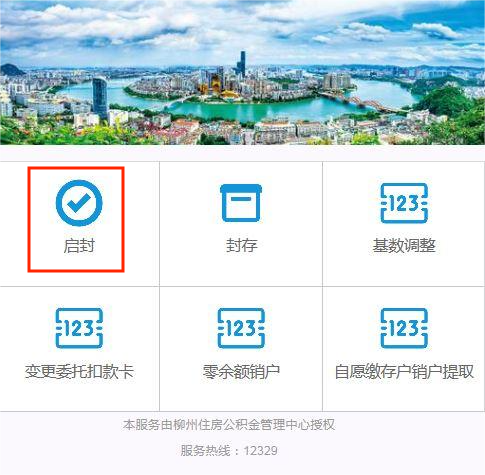 启封
封存
123
基数调整
123
变更委托扣款卡
123
零余额销户
123
自愿缴存户销户提取
本服务由柳州住房公积金管理中心授权
服务热线：12329